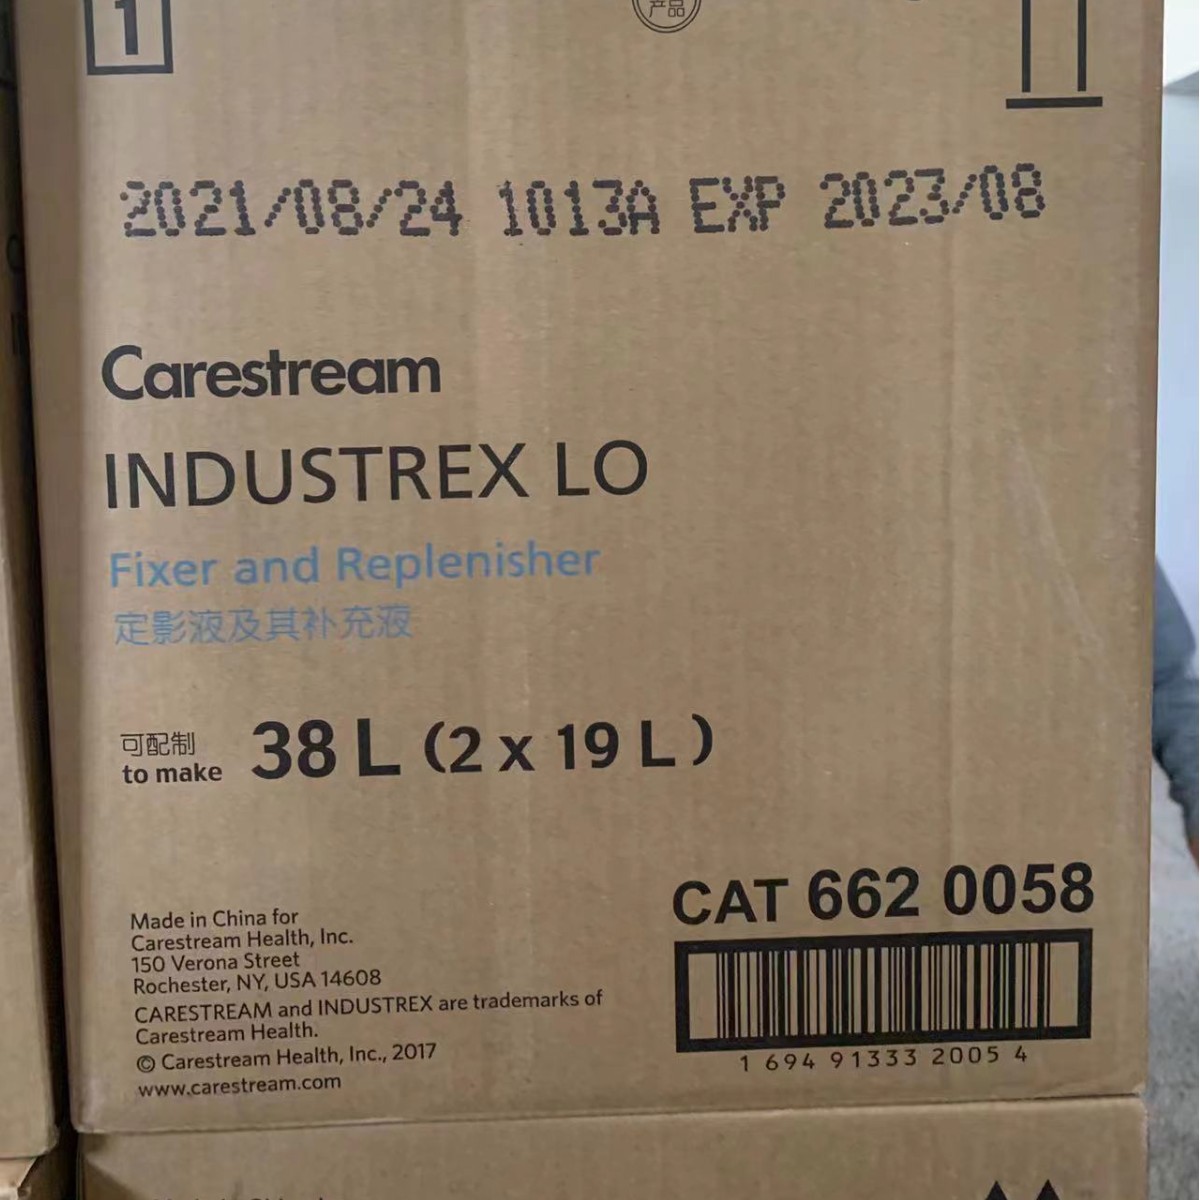 1
产品
2021/08/24 1013A EXP 2023/08
Carestream
INDUSTREX LO
Fixer and Replenisher
定影液及其补充液
可配制
to make 38 L (2 x 19 L)
CAT 662 0058
1 694 91333 2005 4
Made in China for
Carestream Health, Inc.
150 Verona Street
Rochester, NY, USA 14608
CARESTREAM and INDUSTREX are trademarks of
Carestream Health.
© Carestream Health, Inc., 2017
www.carestream.com